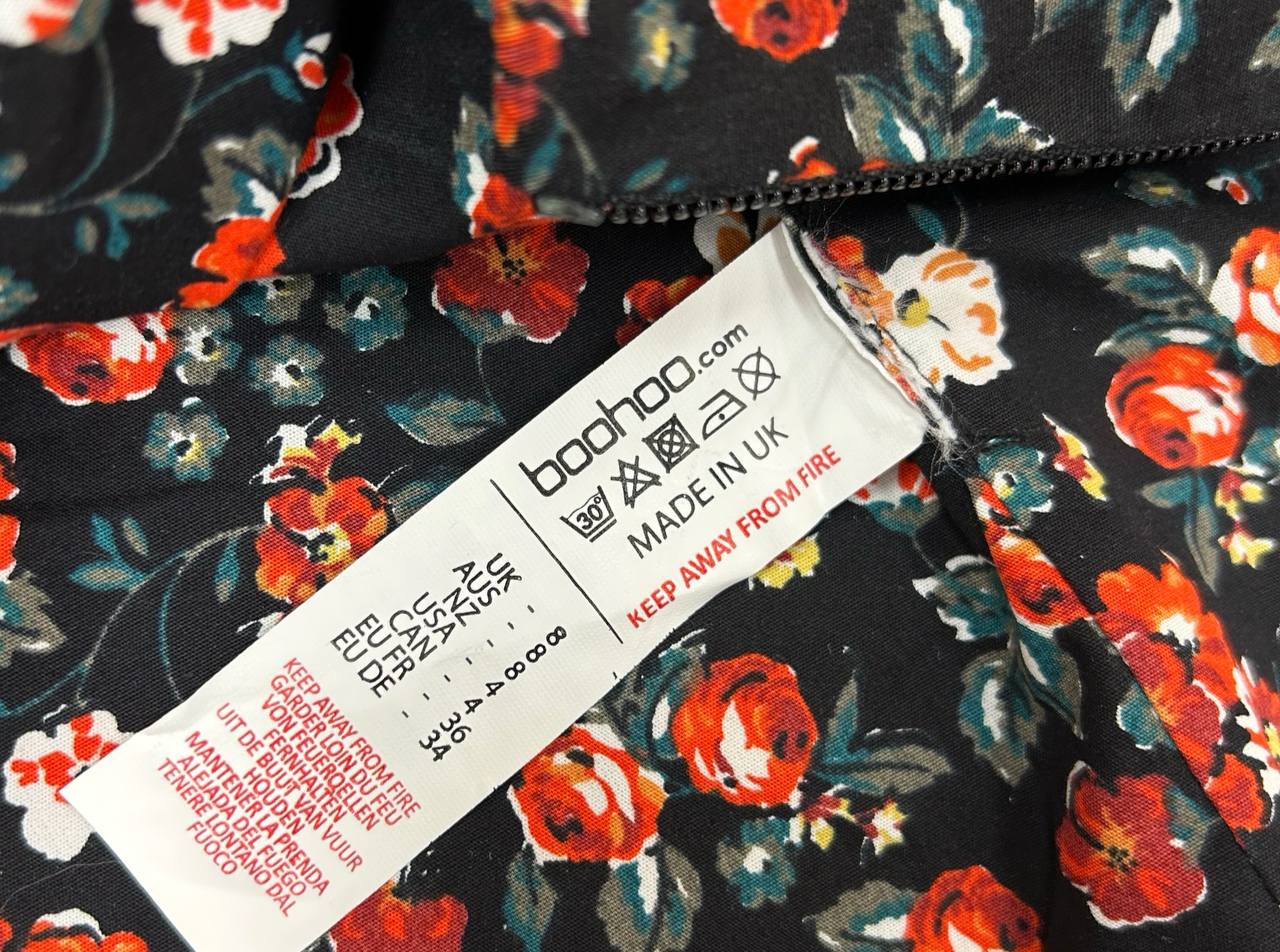 boohoo.com
30°
MADE IN UK
KEEP AWAY FROM FIRE
UK - 8
AUS - 8
NZ - 8
USA - 4
CAN - 4
EU FR - 36
EU DE - 34
KEEP AWAY FROM FIRE
GARDER LOIN DU FEU
VON FEUERQELLEN
FERNHALTEN
UIT DE BUUT VAN VUUR
HOUDEN
MANTENER LA PRENDA
ALEJADA DEL FUEGO
TENERE LONTANO DAL
FUOCO